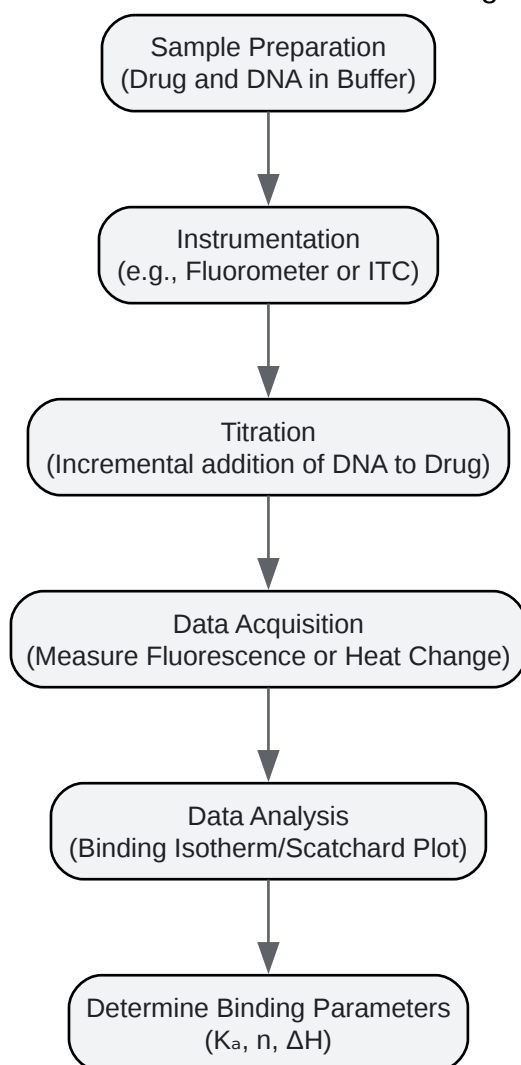 Sample Preparation
(Drug and DNA in Buffer)
Instrumentation
(e.g., Fluorometer or ITC)
Titration
(Incremental addition of DNA to Drug)
Data Acquisition
(Measure Fluorescence or Heat Change)
Data Analysis
(Binding Isotherm/Scatchard Plot)
Determine Binding Parameters
(Kₐ, n, ΔH)